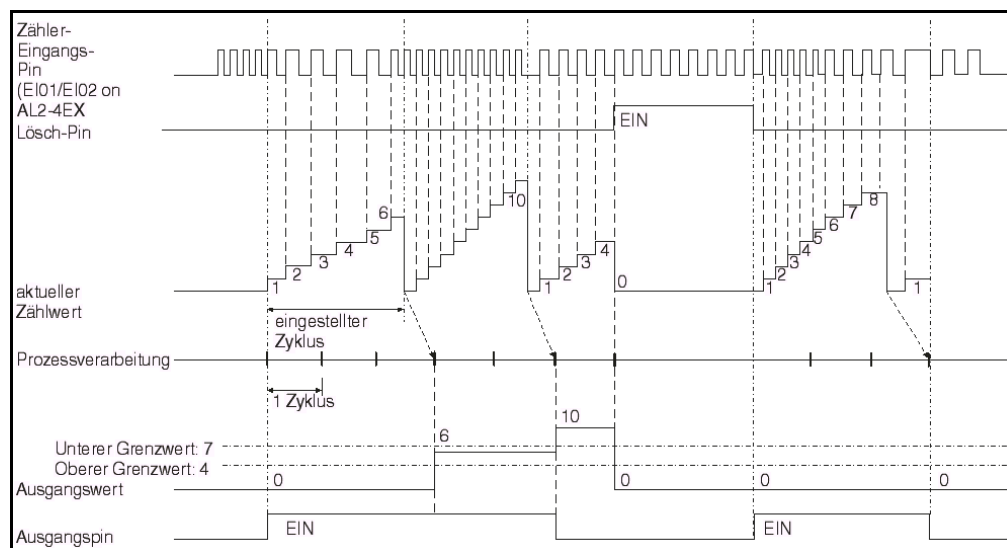 Zähler-
Eingangs-
Pin
(EI01/EI02 on
AL2-4EX
Lösch-Pin
EIN
1
2
3
4
5
6
10
1
2
3
4
0
1
2
3
4
5
6
7
8
1
aktueller
Zählwert
eingestellter
Zyklus
Prozessverarbeitung
1 Zyklus
10
6
Unterer Grenzwert: 7
Oberer Grenzwert: 4
Ausgangswert
0
0
0
0
EIN
EIN
Ausgangspin